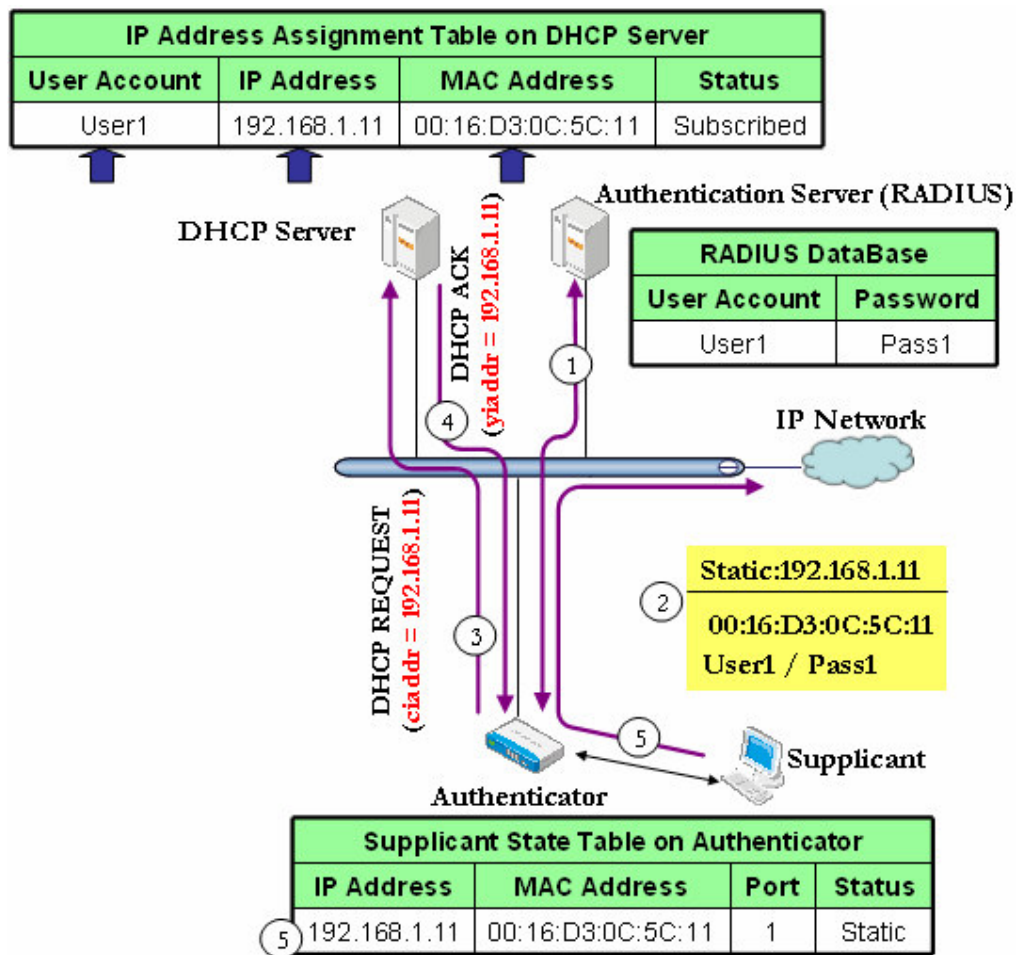 IP Address Assignment Table on DHCP Server
User Account IP Address MAC Address Status
User1 192.168.1.11 00:16:D3:0C:5C:11 Subscribed
Authentication Server (RADIUS)
DHCP Server
DHCP ACK
(yiaddr = 192.168.1.11)
RADIUS DataBase
User Account Password
User1 Pass1
1
4
IP Network
DHCP REQUEST
(ciaddr = 192.168.1.11)
3
2
Static:192.168.1.11
00:16:D3:0C:5C:11
User1 / Pass1
5
Supplicant
Authenticator
Supplicant State Table on Authenticator
IP Address MAC Address Port Status
5 192.168.1.11 00:16:D3:0C:5C:11 1 Static